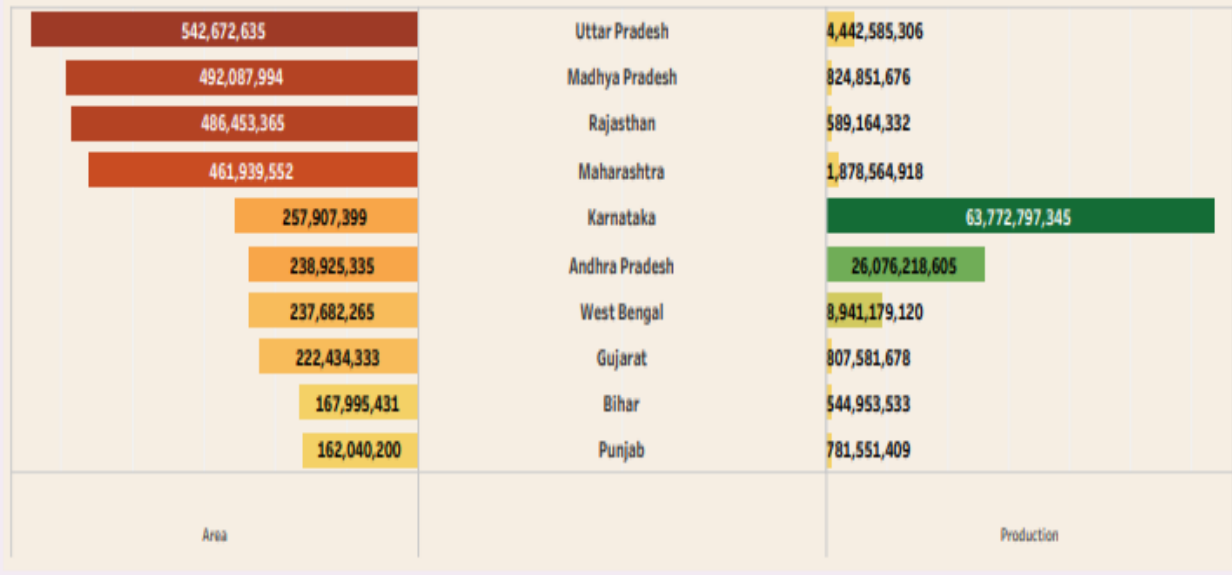 542,672,635 Uttar Pradesh 4,442,585,306
492,087,994 Madhya Pradesh 824,851,676
486,453,365 Rajasthan 589,164,332
461,939,552 Maharashtra 1,878,564,918
257,907,399 Karnataka 63,772,797,345
238,925,335 Andhra Pradesh 26,076,218,605
237,682,265 West Bengal 8,941,179,120
222,434,333 Gujarat 807,581,678
167,995,431 Bihar 544,953,533
162,040,200 Punjab 781,551,409
Area Production